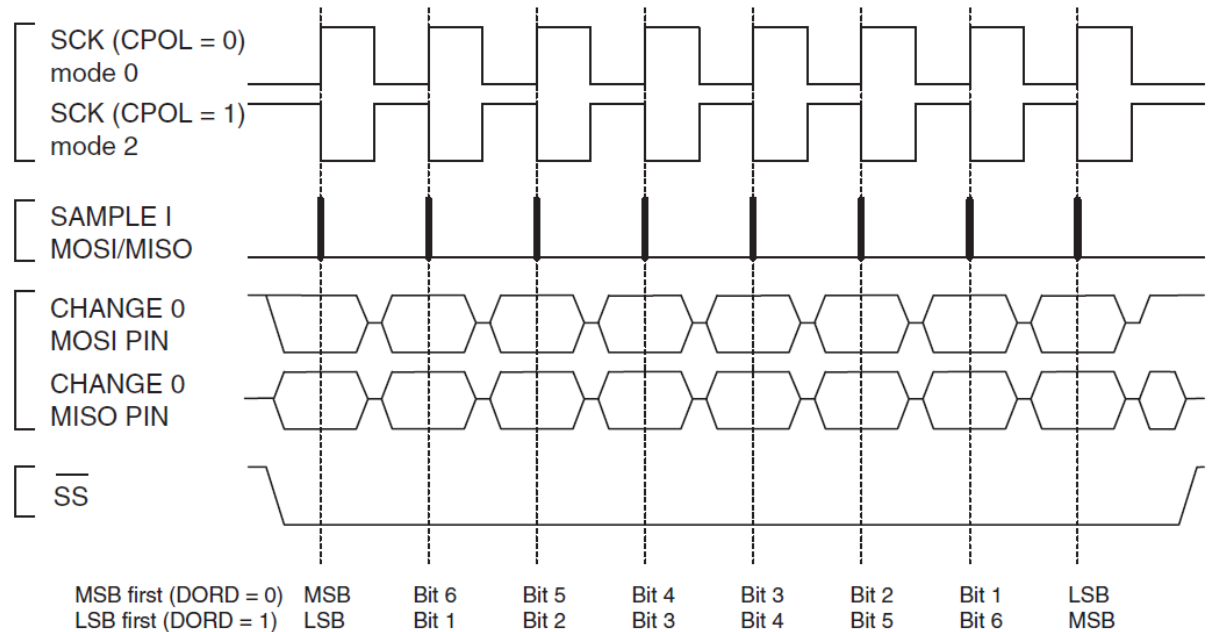 SCK (CPOL = 0)
mode 0
SCK (CPOL = 1)
mode 2
SAMPLE I
MOSI/MISO
CHANGE 0
MOSI PIN
CHANGE 0
MISO PIN
SS
MSB first (DORD = 0) MSB Bit 6 Bit 5 Bit 4 Bit 3 Bit 2 Bit 1 LSB
LSB first (DORD = 1) LSB Bit 1 Bit 2 Bit 3 Bit 4 Bit 5 Bit 6 MSB